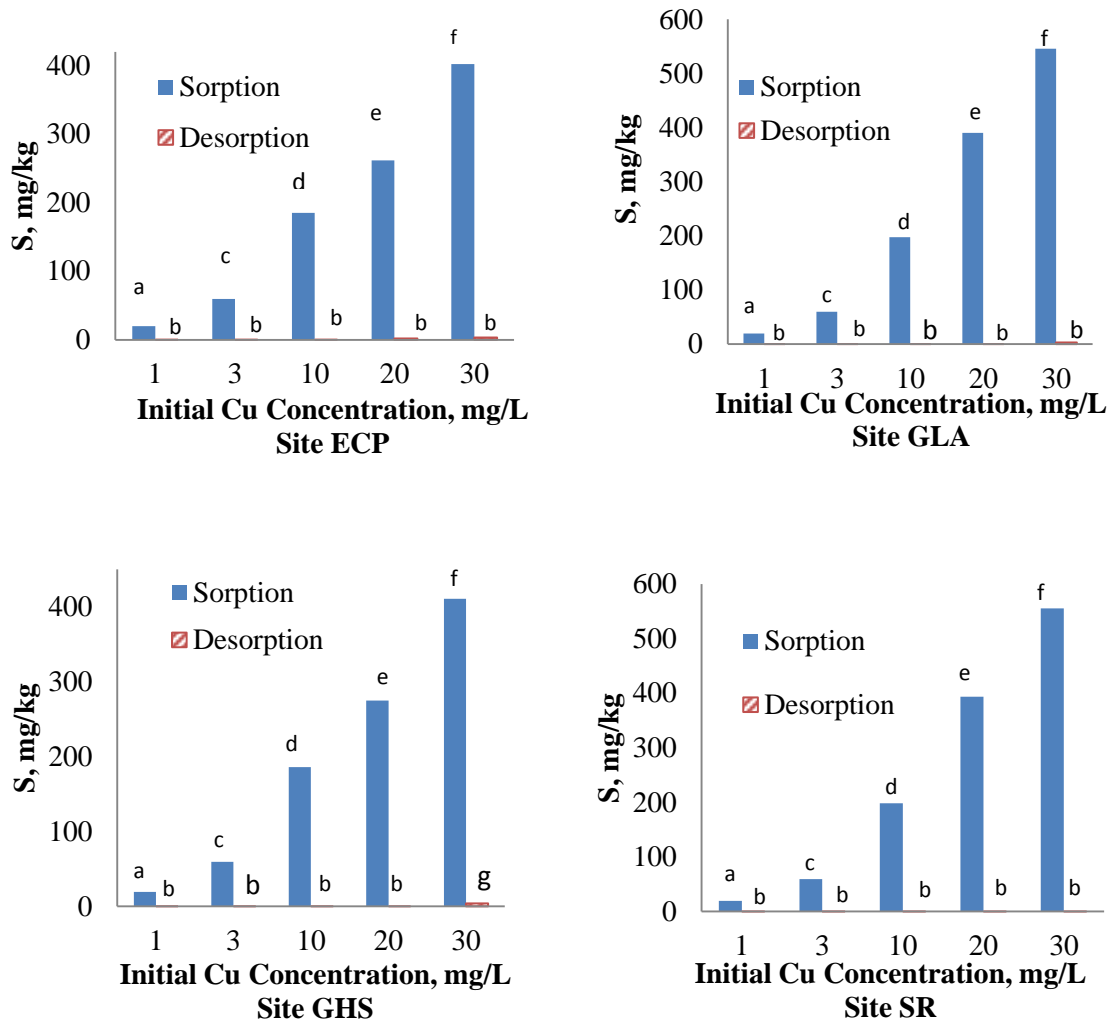 S, mg/kg
400
300
200
100
0
Sorption
Desorption
a
b
c
b
d
b
e
b
f
b
1 3 10 20 30
Initial Cu Concentration, mg/L
Site ECP
S, mg/kg
600
500
400
300
200
100
0
Sorption
Desorption
a
b
c
b
d
b
e
b
f
b
1 3 10 20 30
Initial Cu Concentration, mg/L
Site GLA
S, mg/kg
400
300
200
100
0
Sorption
Desorption
a
b
c
b
d
b
e
b
f
g
1 3 10 20 30
Initial Cu Concentration, mg/L
Site GHS
S, mg/kg
600
500
400
300
200
100
0
Sorption
Desorption
a
b
c
b
d
b
e
b
f
b
1 3 10 20 30
Initial Cu Concentration, mg/L
Site SR